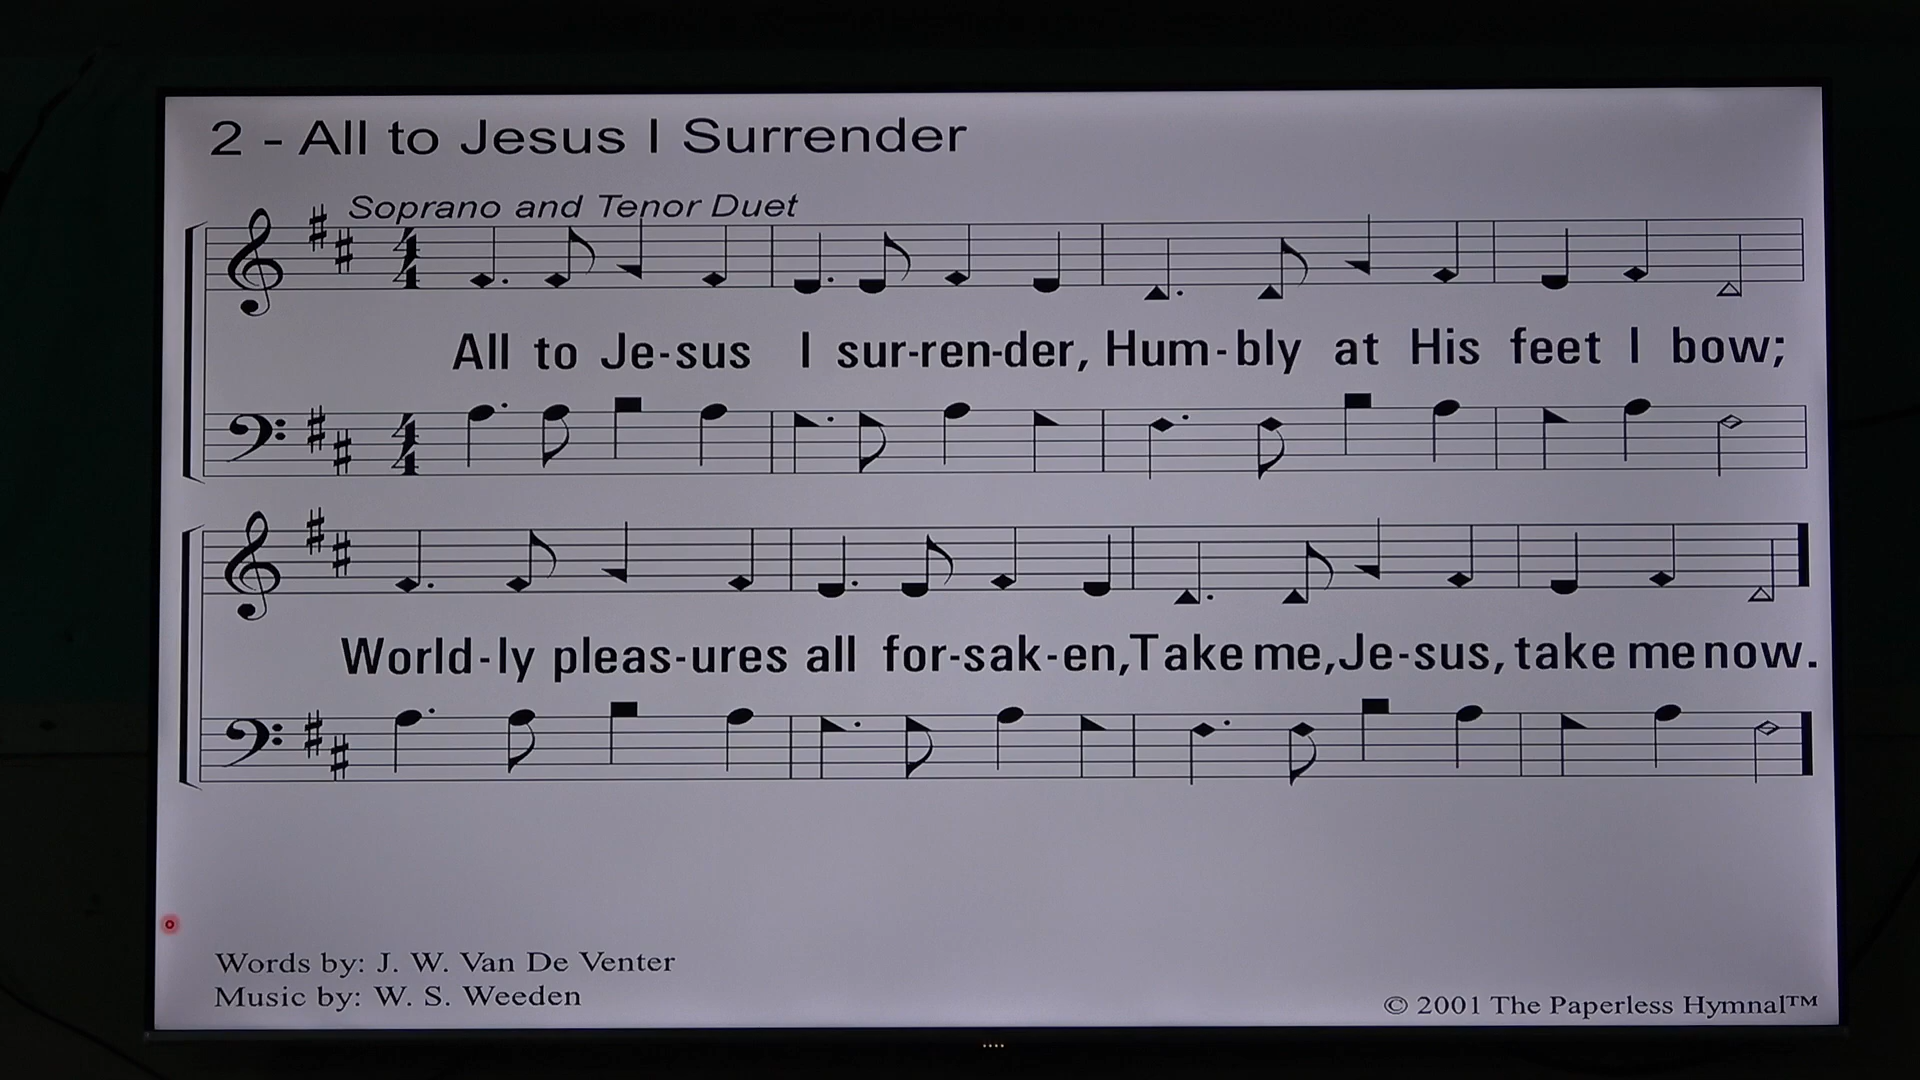 2 - All to Jesus I Surrender
Soprano and Tenor Duet
All to Je-sus I sur-ren-der, Hum-bly at His feet I bow;
World-ly pleas-ures all for-sak-en, Take me, Je-sus, take me now.
Words by: J. W. Van De Venter
Music by: W. S. Weeden
© 2001 The Paperless Hymnal™